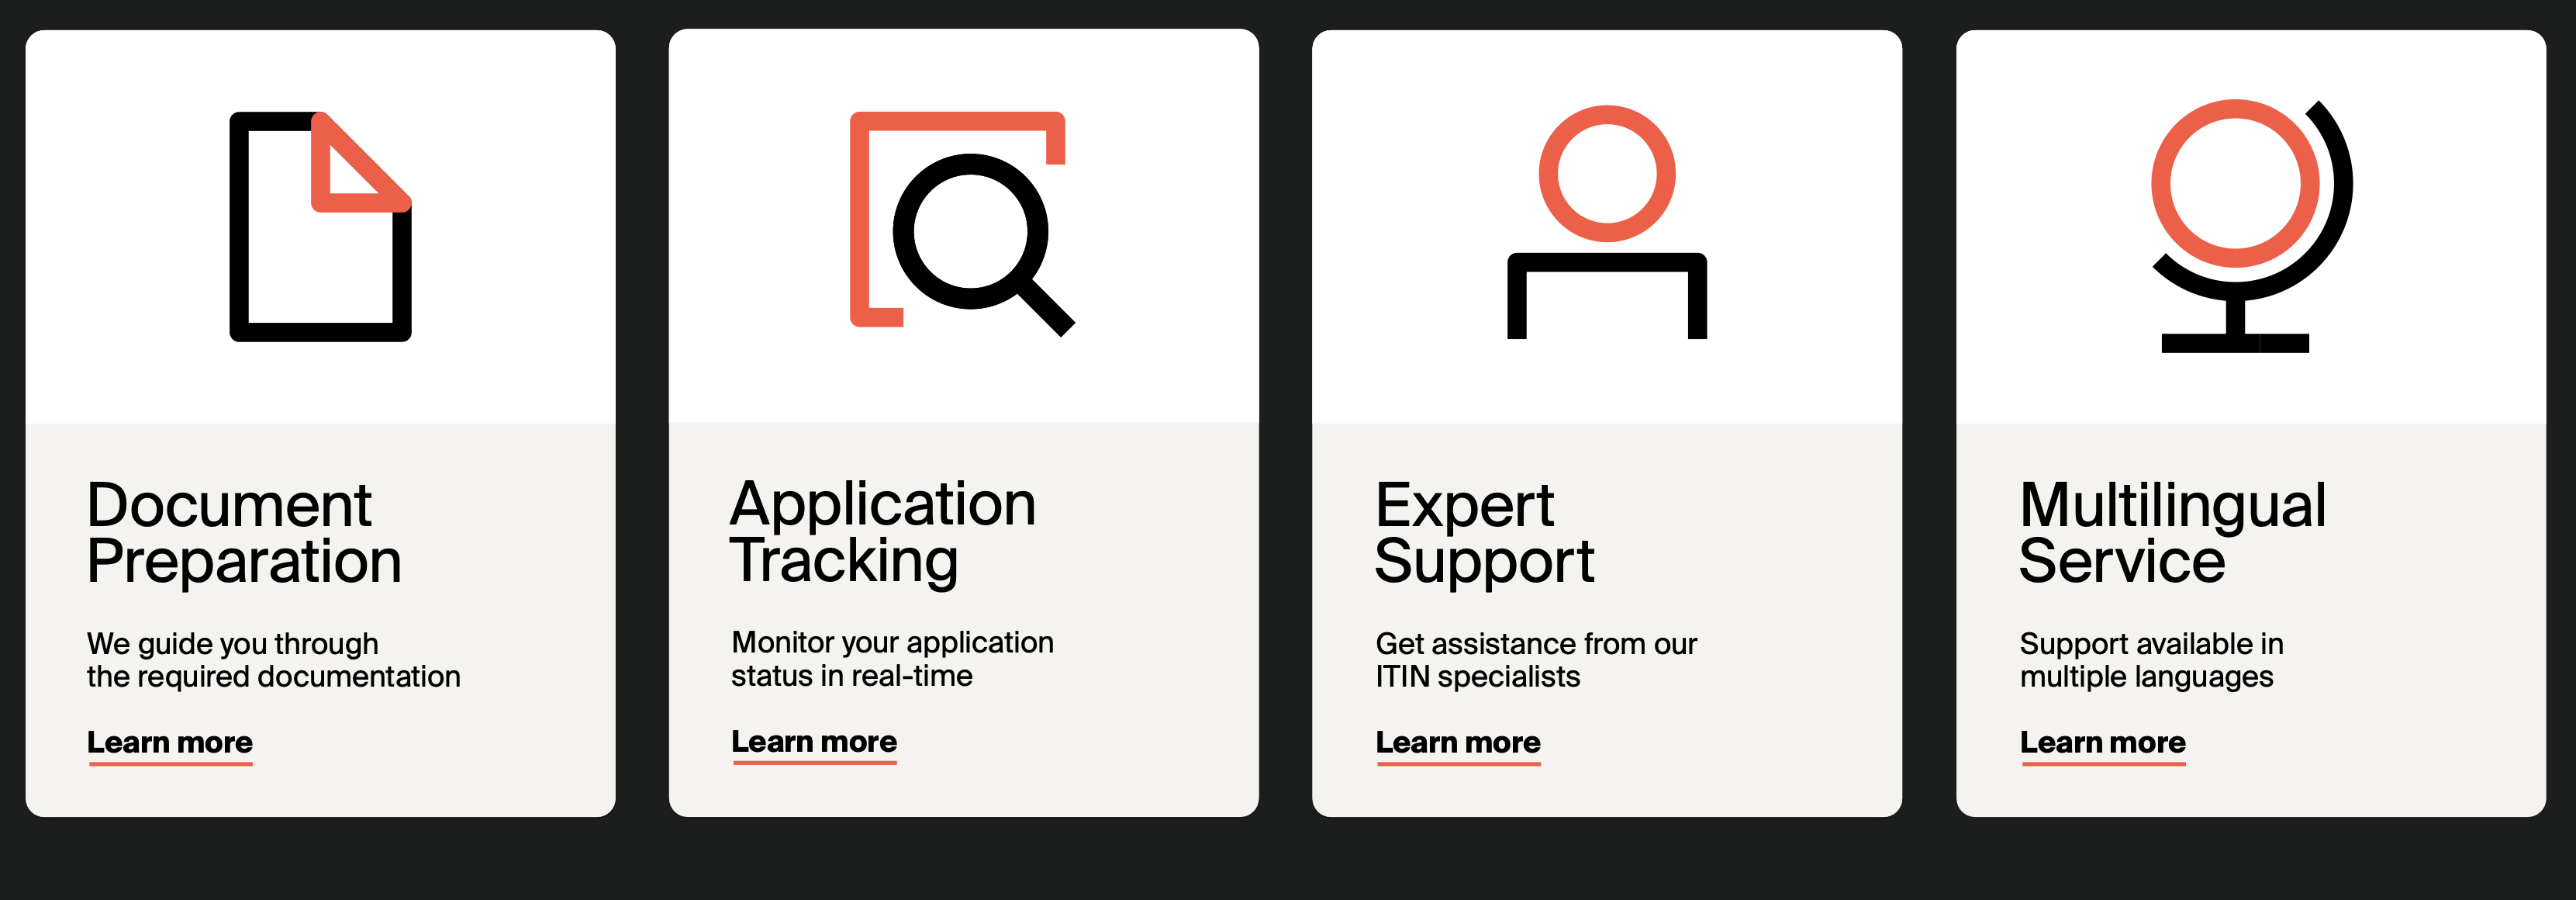 Document
Preparation
We guide you through
the required documentation
Learn more
Application
Tracking
Monitor your application
status in real-time
Learn more
Expert
Support
Get assistance from our
ITIN specialists
Learn more
Multilingual
Service
Support available in
multiple languages
Learn more